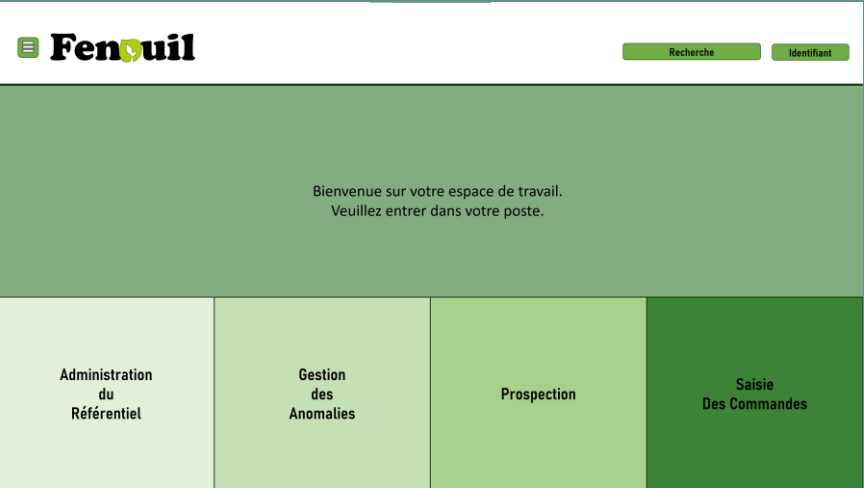 Fenouil
Recherche
Identifiant
Bienvenue sur votre espace de travail.
Veuillez entrer dans votre poste.
Administration
du
Référentiel
Gestion
des
Anomalies
Prospection
Saisie
Des Commandes